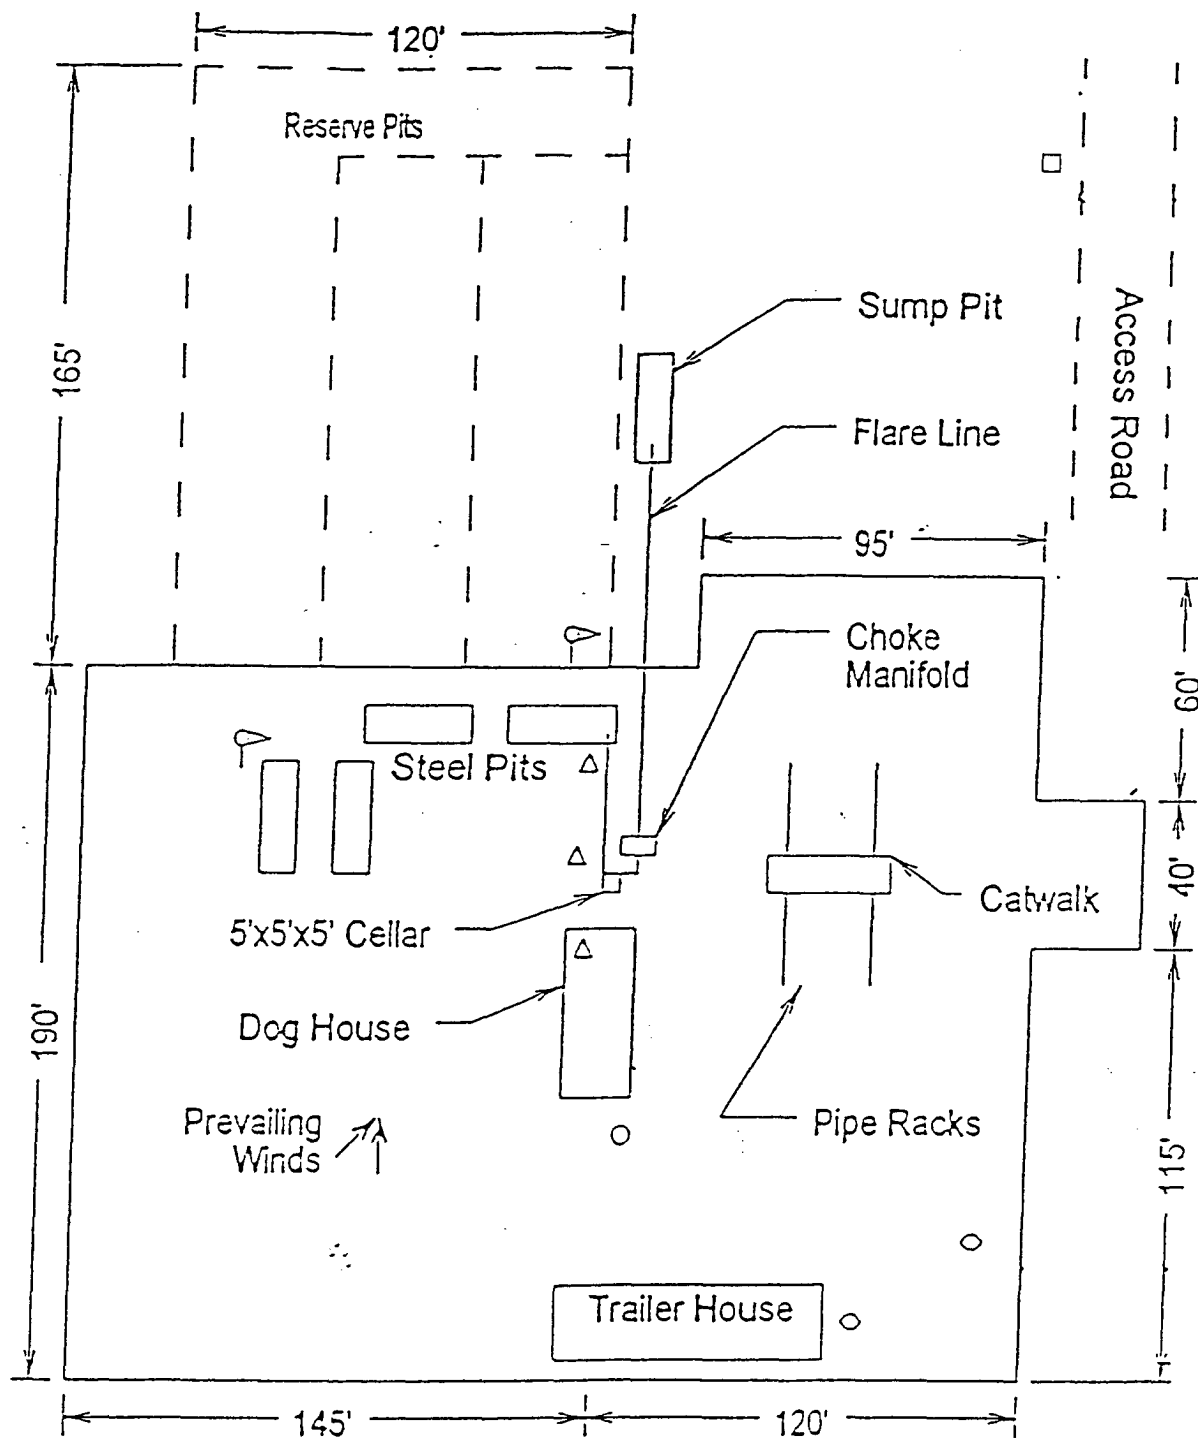 120'
Reserve Pits
165'
Sump Pit
Access Road
Flare Line
95'
Choke
Manifold
60'
Steel Pits
40'
Catwalk
5'x5'x5' Cellar
190'
Dog House
Prevailing
Winds
Pipe Racks
115'
Trailer House
145'
120'